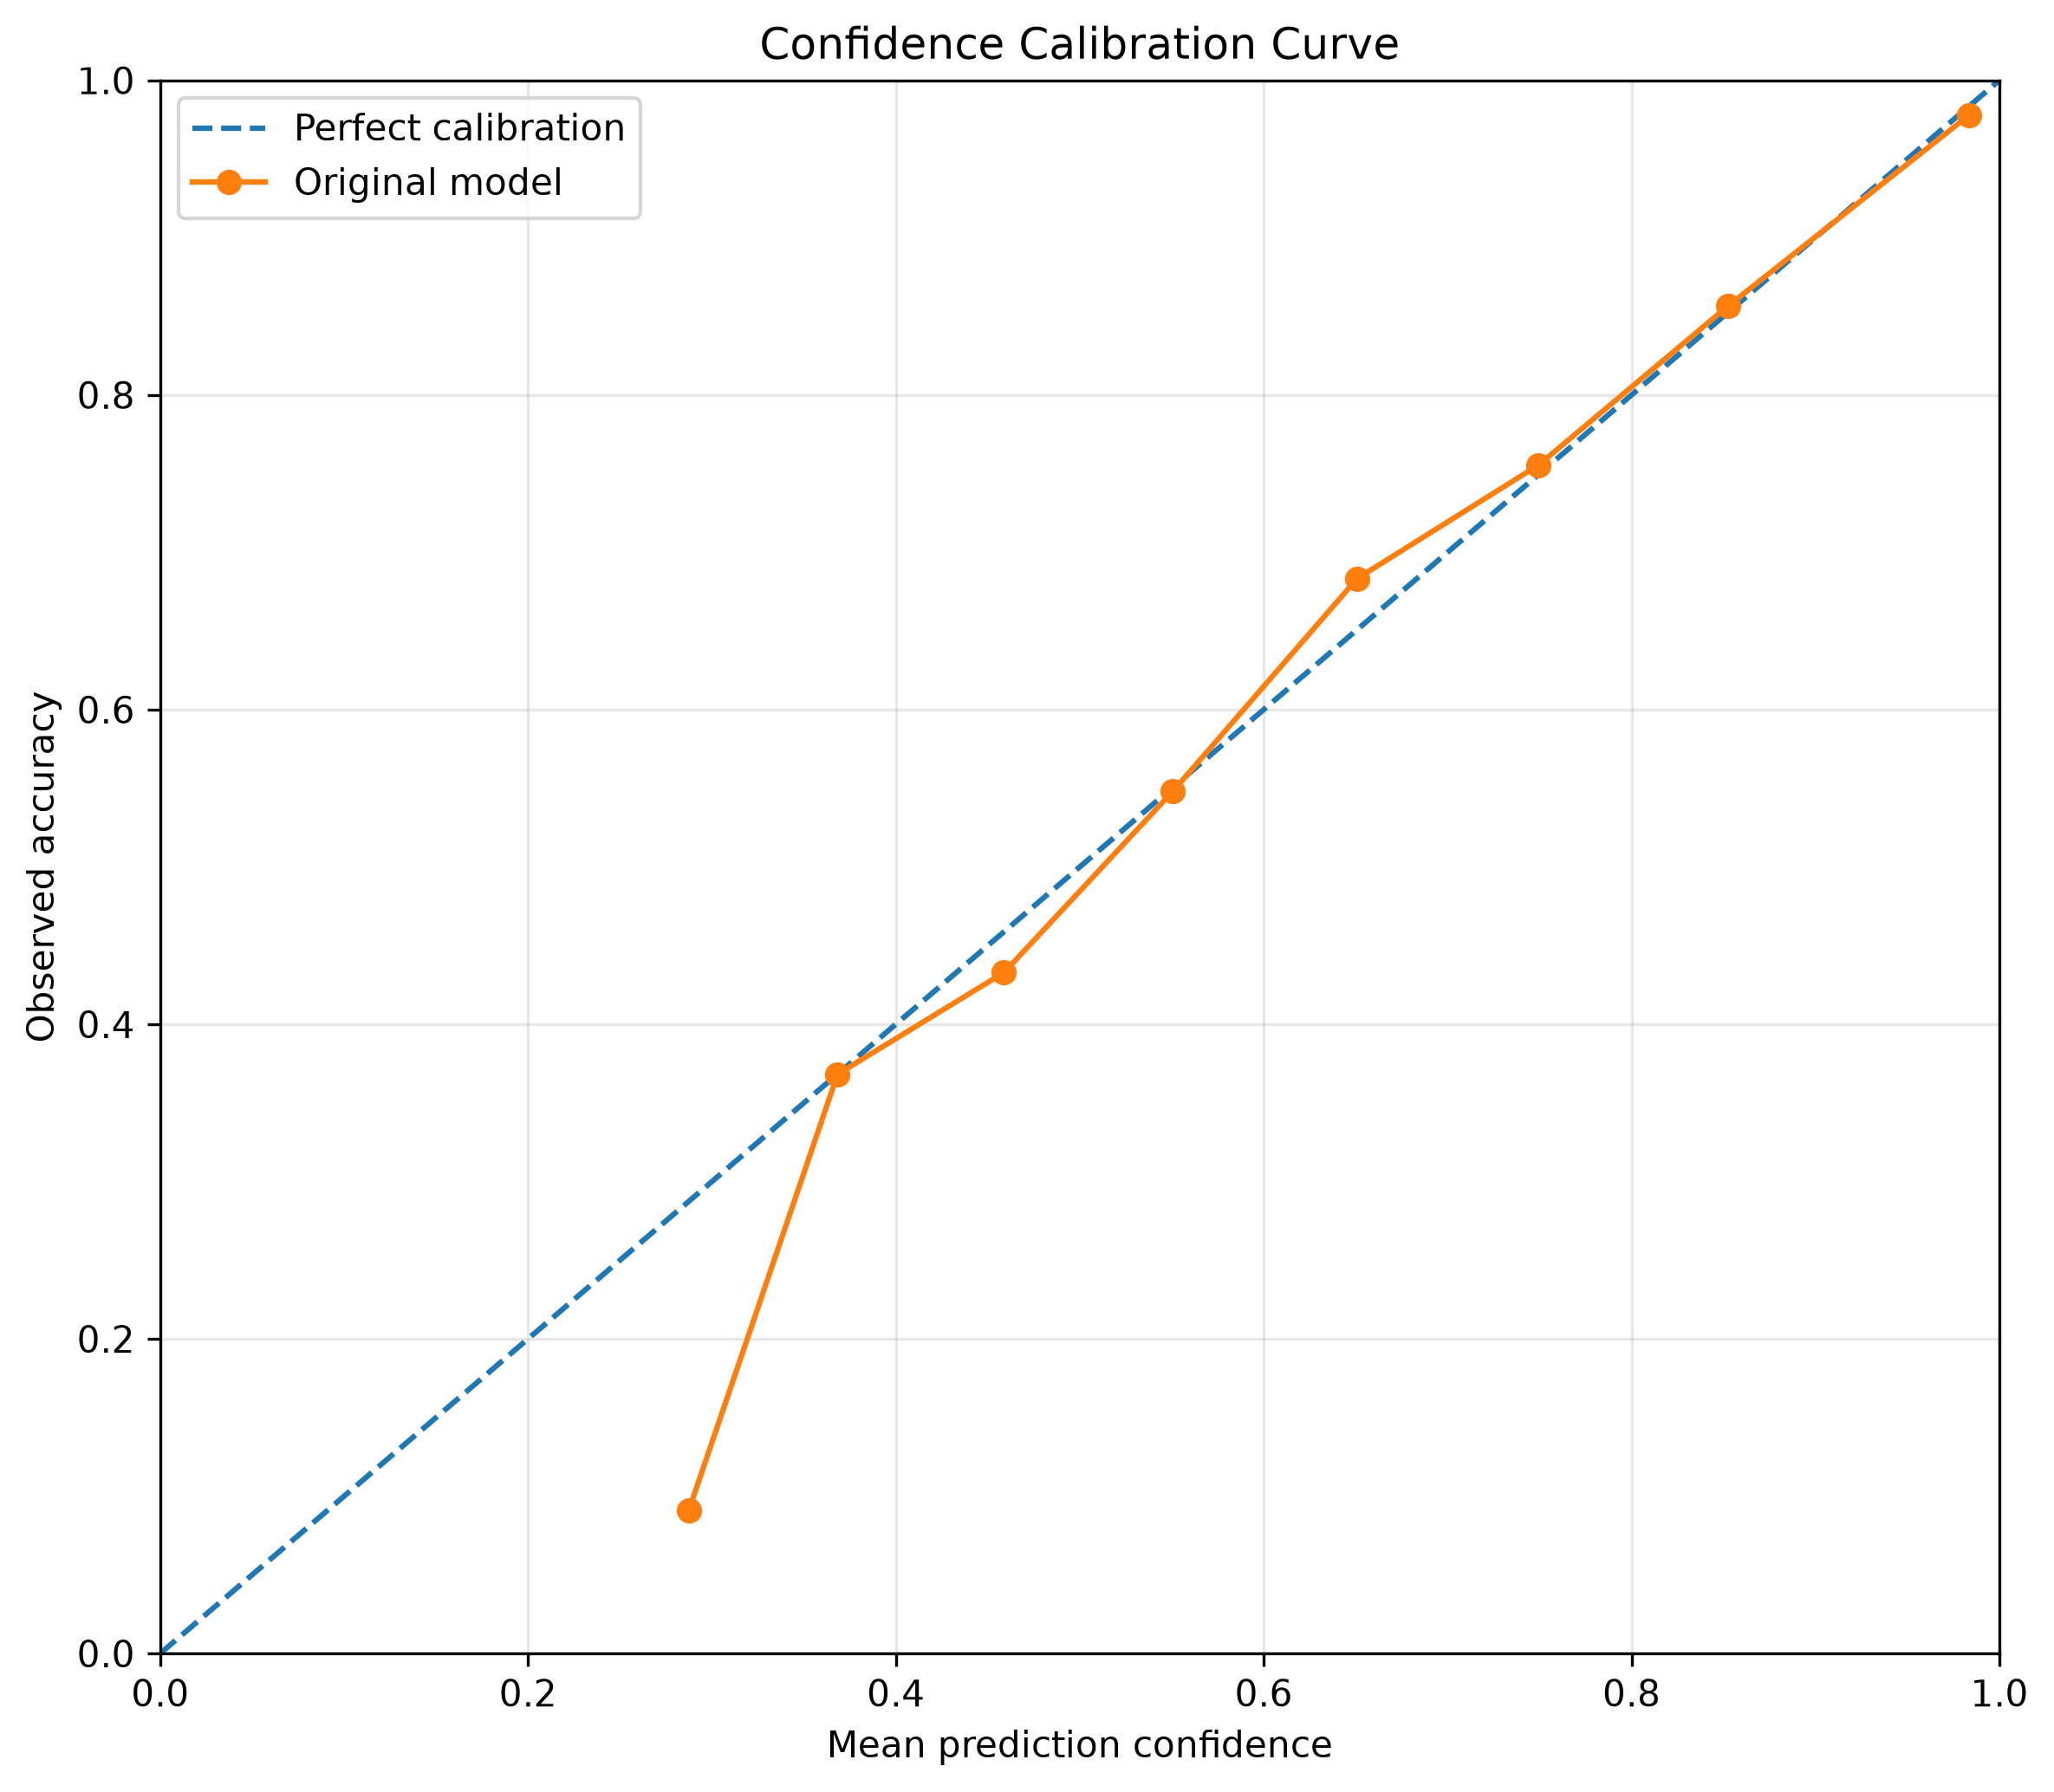 Confidence Calibration Curve
Perfect calibration
Original model
1.0
0.8
0.6
0.4
0.2
0.0
Observed accuracy
0.0 0.2 0.4 0.6 0.8 1.0
Mean prediction confidence